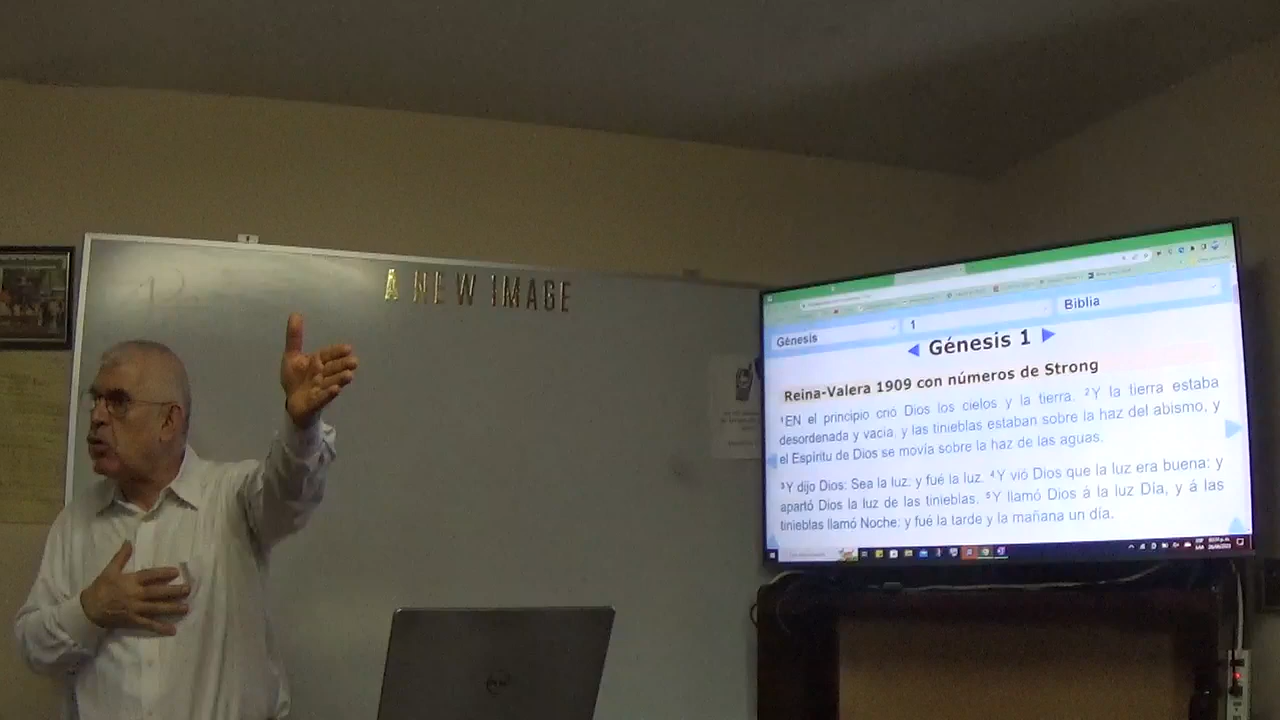 A NEW IMAGE
Génesis
1
Biblia
Génesis 1
Reina-Valera 1909 con números de Strong
¹EN el principio crió Dios los cielos y la tierra. ²Y la tierra estaba
desordenada y vacía, y las tinieblas estaban sobre la haz del abismo, y
el Espíritu de Dios se movía sobre la haz de las aguas.
³Y dijo Dios: Sea la luz: y fué la luz. ⁴Y vió Dios que la luz era buena: y
apartó Dios la luz de las tinieblas. ⁵Y llamó Dios á la luz Día, y á las
tinieblas llamó Noche: y fué la tarde y la mañana un día.
DELL